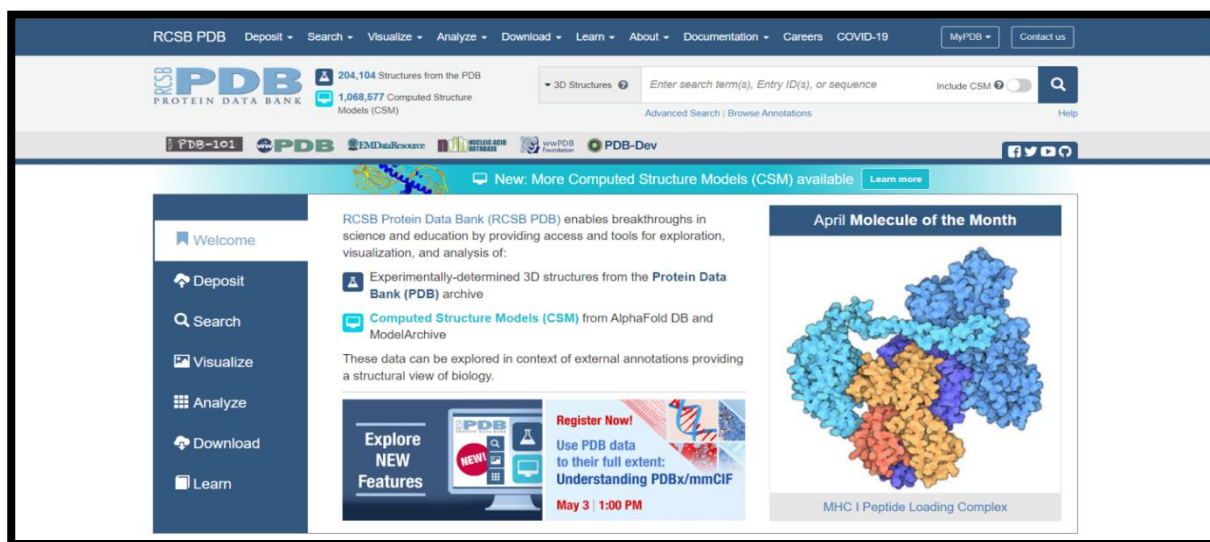 RCSB PDB Deposit Search Visualize Analyze Download Learn About Documentation Careers COVID-19 MyPDB Contact us
RCSB PDB
PROTEIN DATA BANK
204,104 Structures from the PDB
1,068,577 Computed Structure
Models (CSM)
3D Structures
Enter search term(s), Entry ID(s), or sequence
Include CSM
Advanced Search | Browse Annotations
Help
PDB-101 PDB EMDataResource NUCLEIC ACID DATABASE wwPDB Foundation PDB-Dev
New: More Computed Structure Models (CSM) available Learn more
Welcome
Deposit
Search
Visualize
Analyze
Download
Learn
RCSB Protein Data Bank (RCSB PDB) enables breakthroughs in
science and education by providing access and tools for exploration,
visualization, and analysis of:
Experimentally-determined 3D structures from the Protein Data
Bank (PDB) archive
Computed Structure Models (CSM) from AlphaFold DB and
ModelArchive
These data can be explored in context of external annotations providing
a structural view of biology.
Explore
NEW
Features
PDB
NEW!
Register Now!
Use PDB data
to their full extent:
Understanding PDBx/mmCIF
May 3 | 1:00 PM
April Molecule of the Month
MHC I Peptide Loading Complex